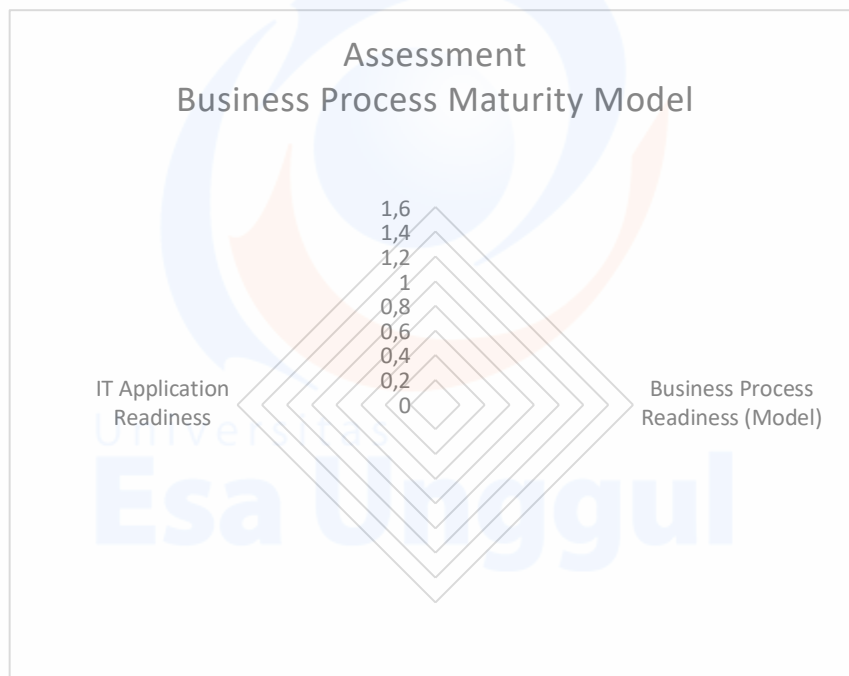 Assessment
Business Process Maturity Model
1,6
1,4
1,2
1
0,8
0,6
0,4
0,2
0
IT Application
Readiness
Business Process
Readiness (Model)
Universitas
Esa Unggul